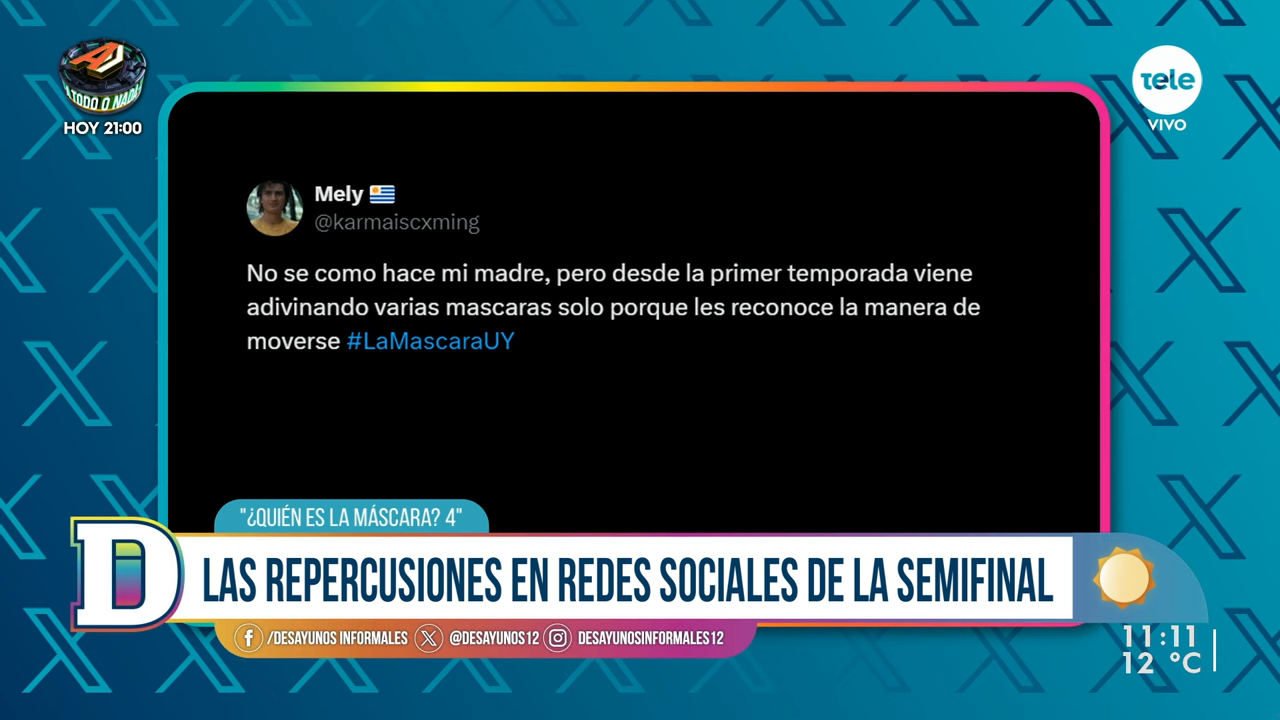 A TODO O NADA
HOY 21:00
tele
VIVO
Mely
@karmaiscxming
No se como hace mi madre, pero desde la primer temporada viene
adivinando varias mascaras solo porque les reconoce la manera de
moverse #LaMascaraUY
"¿QUIÉN ES LA MÁSCARA? 4"
D
LAS REPERCUSIONES EN REDES SOCIALES DE LA SEMIFINAL
/DESAYUNOS INFORMALES @DESAYUNOS12 DESAYUNOSINFORMALES12
11:11
12 °C